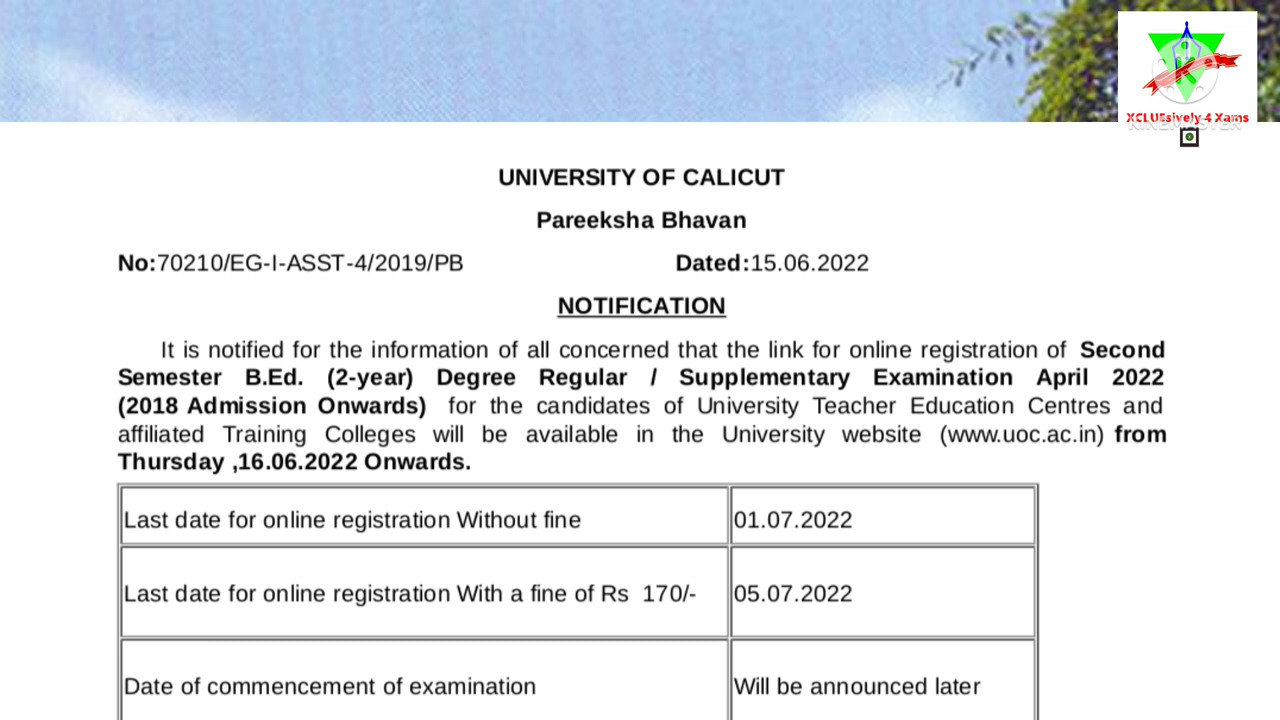 XCLUEsively 4 Xams
KINEMASTER
UNIVERSITY OF CALICUT
Pareeksha Bhavan
No:70210/EG-I-ASST-4/2019/PB Dated:15.06.2022
NOTIFICATION
It is notified for the information of all concerned that the link for online registration of Second
Semester B.Ed. (2-year) Degree Regular / Supplementary Examination April 2022
(2018 Admission Onwards) for the candidates of University Teacher Education Centres and
affiliated Training Colleges will be available in the University website (www.uoc.ac.in) from
Thursday ,16.06.2022 Onwards.
Last date for online registration Without fine 01.07.2022
Last date for online registration With a fine of Rs 170/- 05.07.2022
Date of commencement of examination Will be announced later